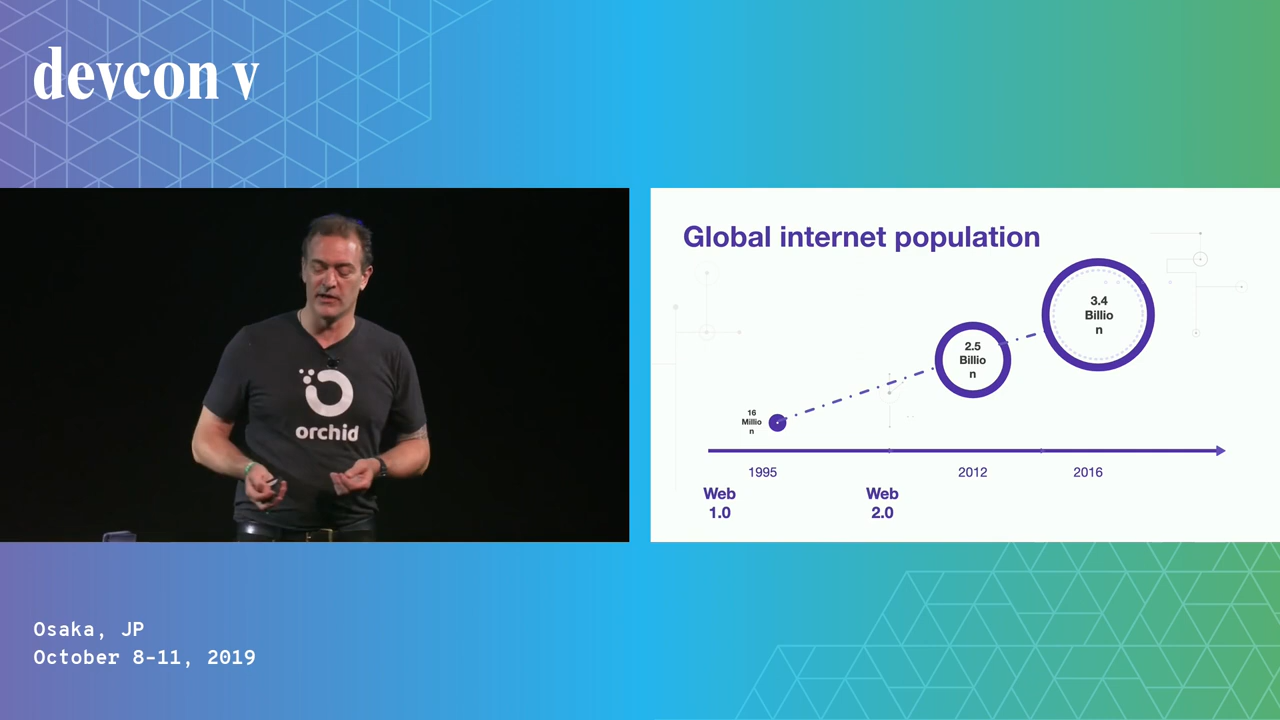 devcon v
orchid
Global internet population
3.4
Billio
n
2.5
Billio
n
16
Millio
n
1995
2012
2016
Web
1.0
Web
2.0
Osaka, JP
October 8-11, 2019